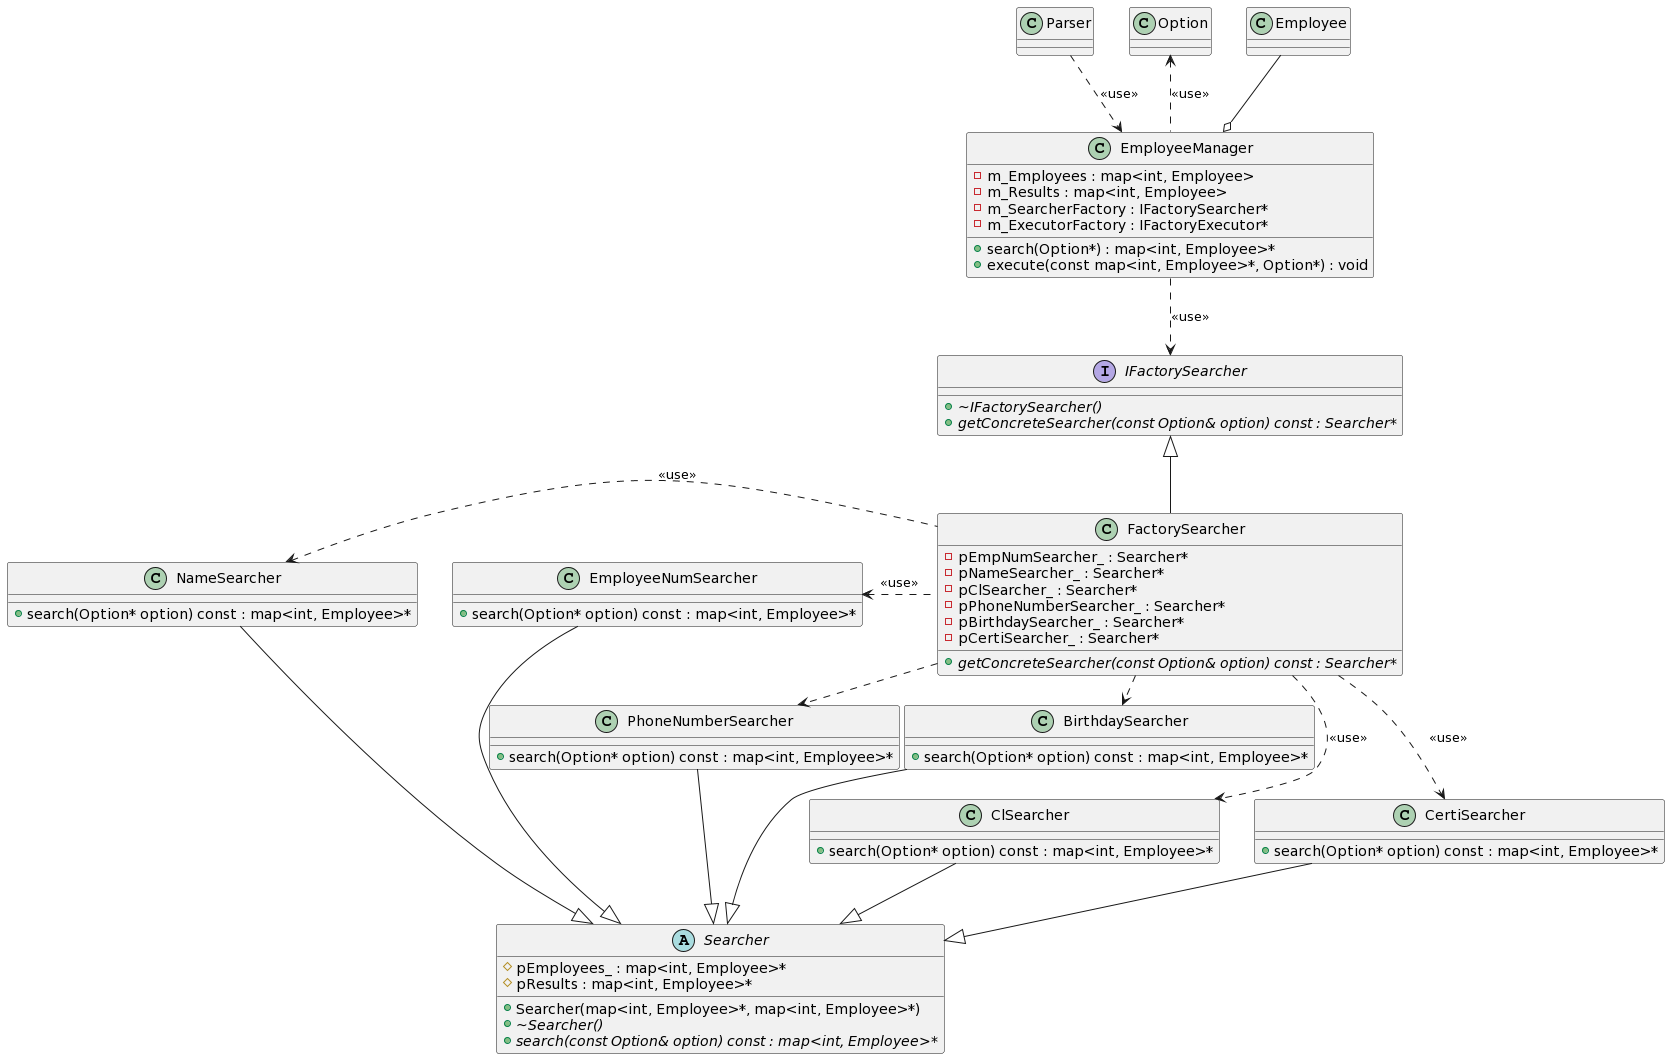 C Parser
C Option
C Employee
«use»
«use»
C EmployeeManager
m_Employees : map<int, Employee>
m_Results : map<int, Employee>
m_SearcherFactory : IFactorySearcher*
m_ExecutorFactory : IFactoryExecutor*
search(Option*) : map<int, Employee>*
execute(const map<int, Employee>*, Option*) : void
«use»
I IFactorySearcher
~IFactorySearcher()
getConcreteSearcher(const Option& option) const : Searcher*
«use»
C FactorySearcher
pEmpNumSearcher_ : Searcher*
pNameSearcher_ : Searcher*
pClSearcher_ : Searcher*
pPhoneNumberSearcher_ : Searcher*
pBirthdaySearcher_ : Searcher*
pCertiSearcher_ : Searcher*
getConcreteSearcher(const Option& option) const : Searcher*
C NameSearcher
search(Option* option) const : map<int, Employee>*
C EmployeeNumSearcher
search(Option* option) const : map<int, Employee>*
«use»
C PhoneNumberSearcher
search(Option* option) const : map<int, Employee>*
C BirthdaySearcher
search(Option* option) const : map<int, Employee>*
«use»
«use»
C ClSearcher
search(Option* option) const : map<int, Employee>*
C CertiSearcher
search(Option* option) const : map<int, Employee>*
A Searcher
pEmployees_ : map<int, Employee>*
pResults : map<int, Employee>*
Searcher(map<int, Employee>*, map<int, Employee>*)
~Searcher()
search(const Option& option) const : map<int, Employee>*